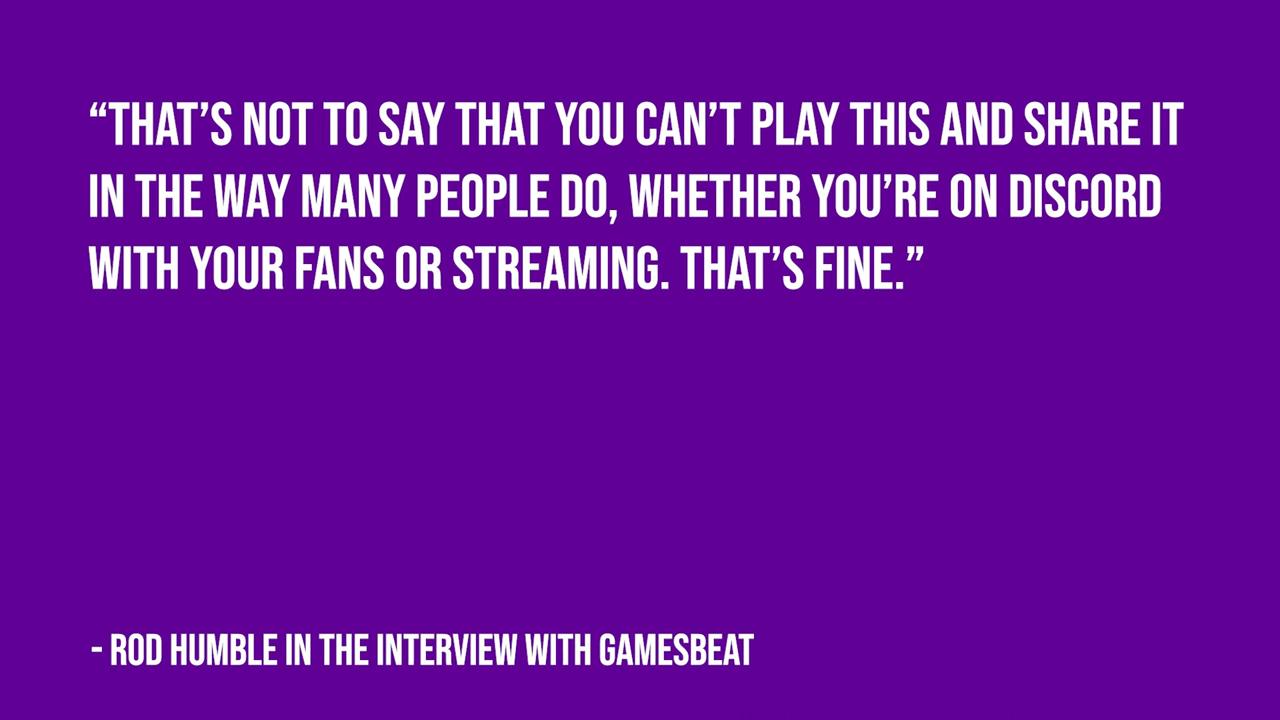 “THAT’S NOT TO SAY THAT YOU CAN’T PLAY THIS AND SHARE IT
IN THE WAY MANY PEOPLE DO, WHETHER YOU’RE ON DISCORD
WITH YOUR FANS OR STREAMING. THAT’S FINE.”
- ROD HUMBLE IN THE INTERVIEW WITH GAMESBEAT